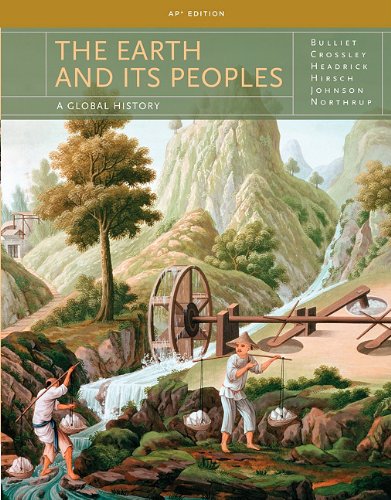 AP* EDITION
THE EARTH
AND ITS PEOPLES
A GLOBAL HISTORY
BULLIET
CROSSLEY
HEADRICK
HIRSCH
JOHNSON
NORTHRUP